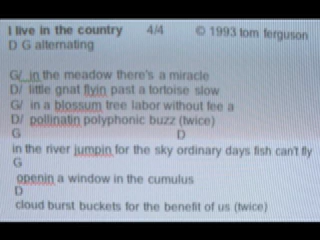 I live in the country 4/4 © 1993 tom ferguson
D G alternating
G/ in the meadow there's a miracle
D/ little gnat flyin past a tortoise slow
G/ in a blossum tree labor without fee a
D/ pollinatin polyphonic buzz (twice)
G D
in the river jumpin for the sky ordinary days fish can't fly
G
openin a window in the cumulus
D
cloud burst buckets for the benefit of us (twice)